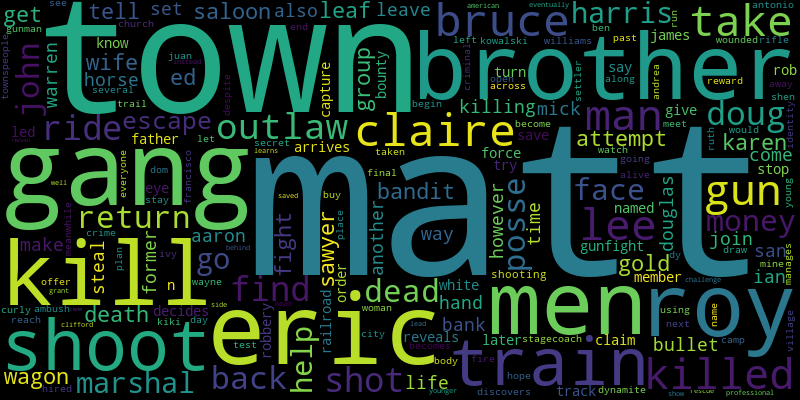 get tell set saloon also leaf leave bruce harris take
town brother
see church american eventually run antonio
gunman townspeople john warren know wife horse ed several trail
capture group bounty juan end left kowalski williams ben past james wounded rifle rob
say along turn open across criminal settler andrea reward away
led ride escape outlaw claire man doug
killing mick begin shen
father let secret learns despite arrives taken force become save attempt give meet karen would ruth identity come
gang matt
everyone dom eye stay francisco well
return former aaron fight sawyer bandit another way however posse time face lee douglas gun money
final try named watch going alive stop young
make meanwhile crime ivy saved buy place order gunfight gold join sam draw mine
kill steal go find dead men roy
n wayne plan behind woman white hand shooting member dy ian manages challenge
offer grant death decides railroad
curly ambush kiki day side city reveals later stagecoach claim using name next camp village
reach clifford test robbery lead bank bullet
shoot eric train killed
help body becomes fire hope track dynamite
wagon marshal back shot life
hired younger discovers rescue show professional